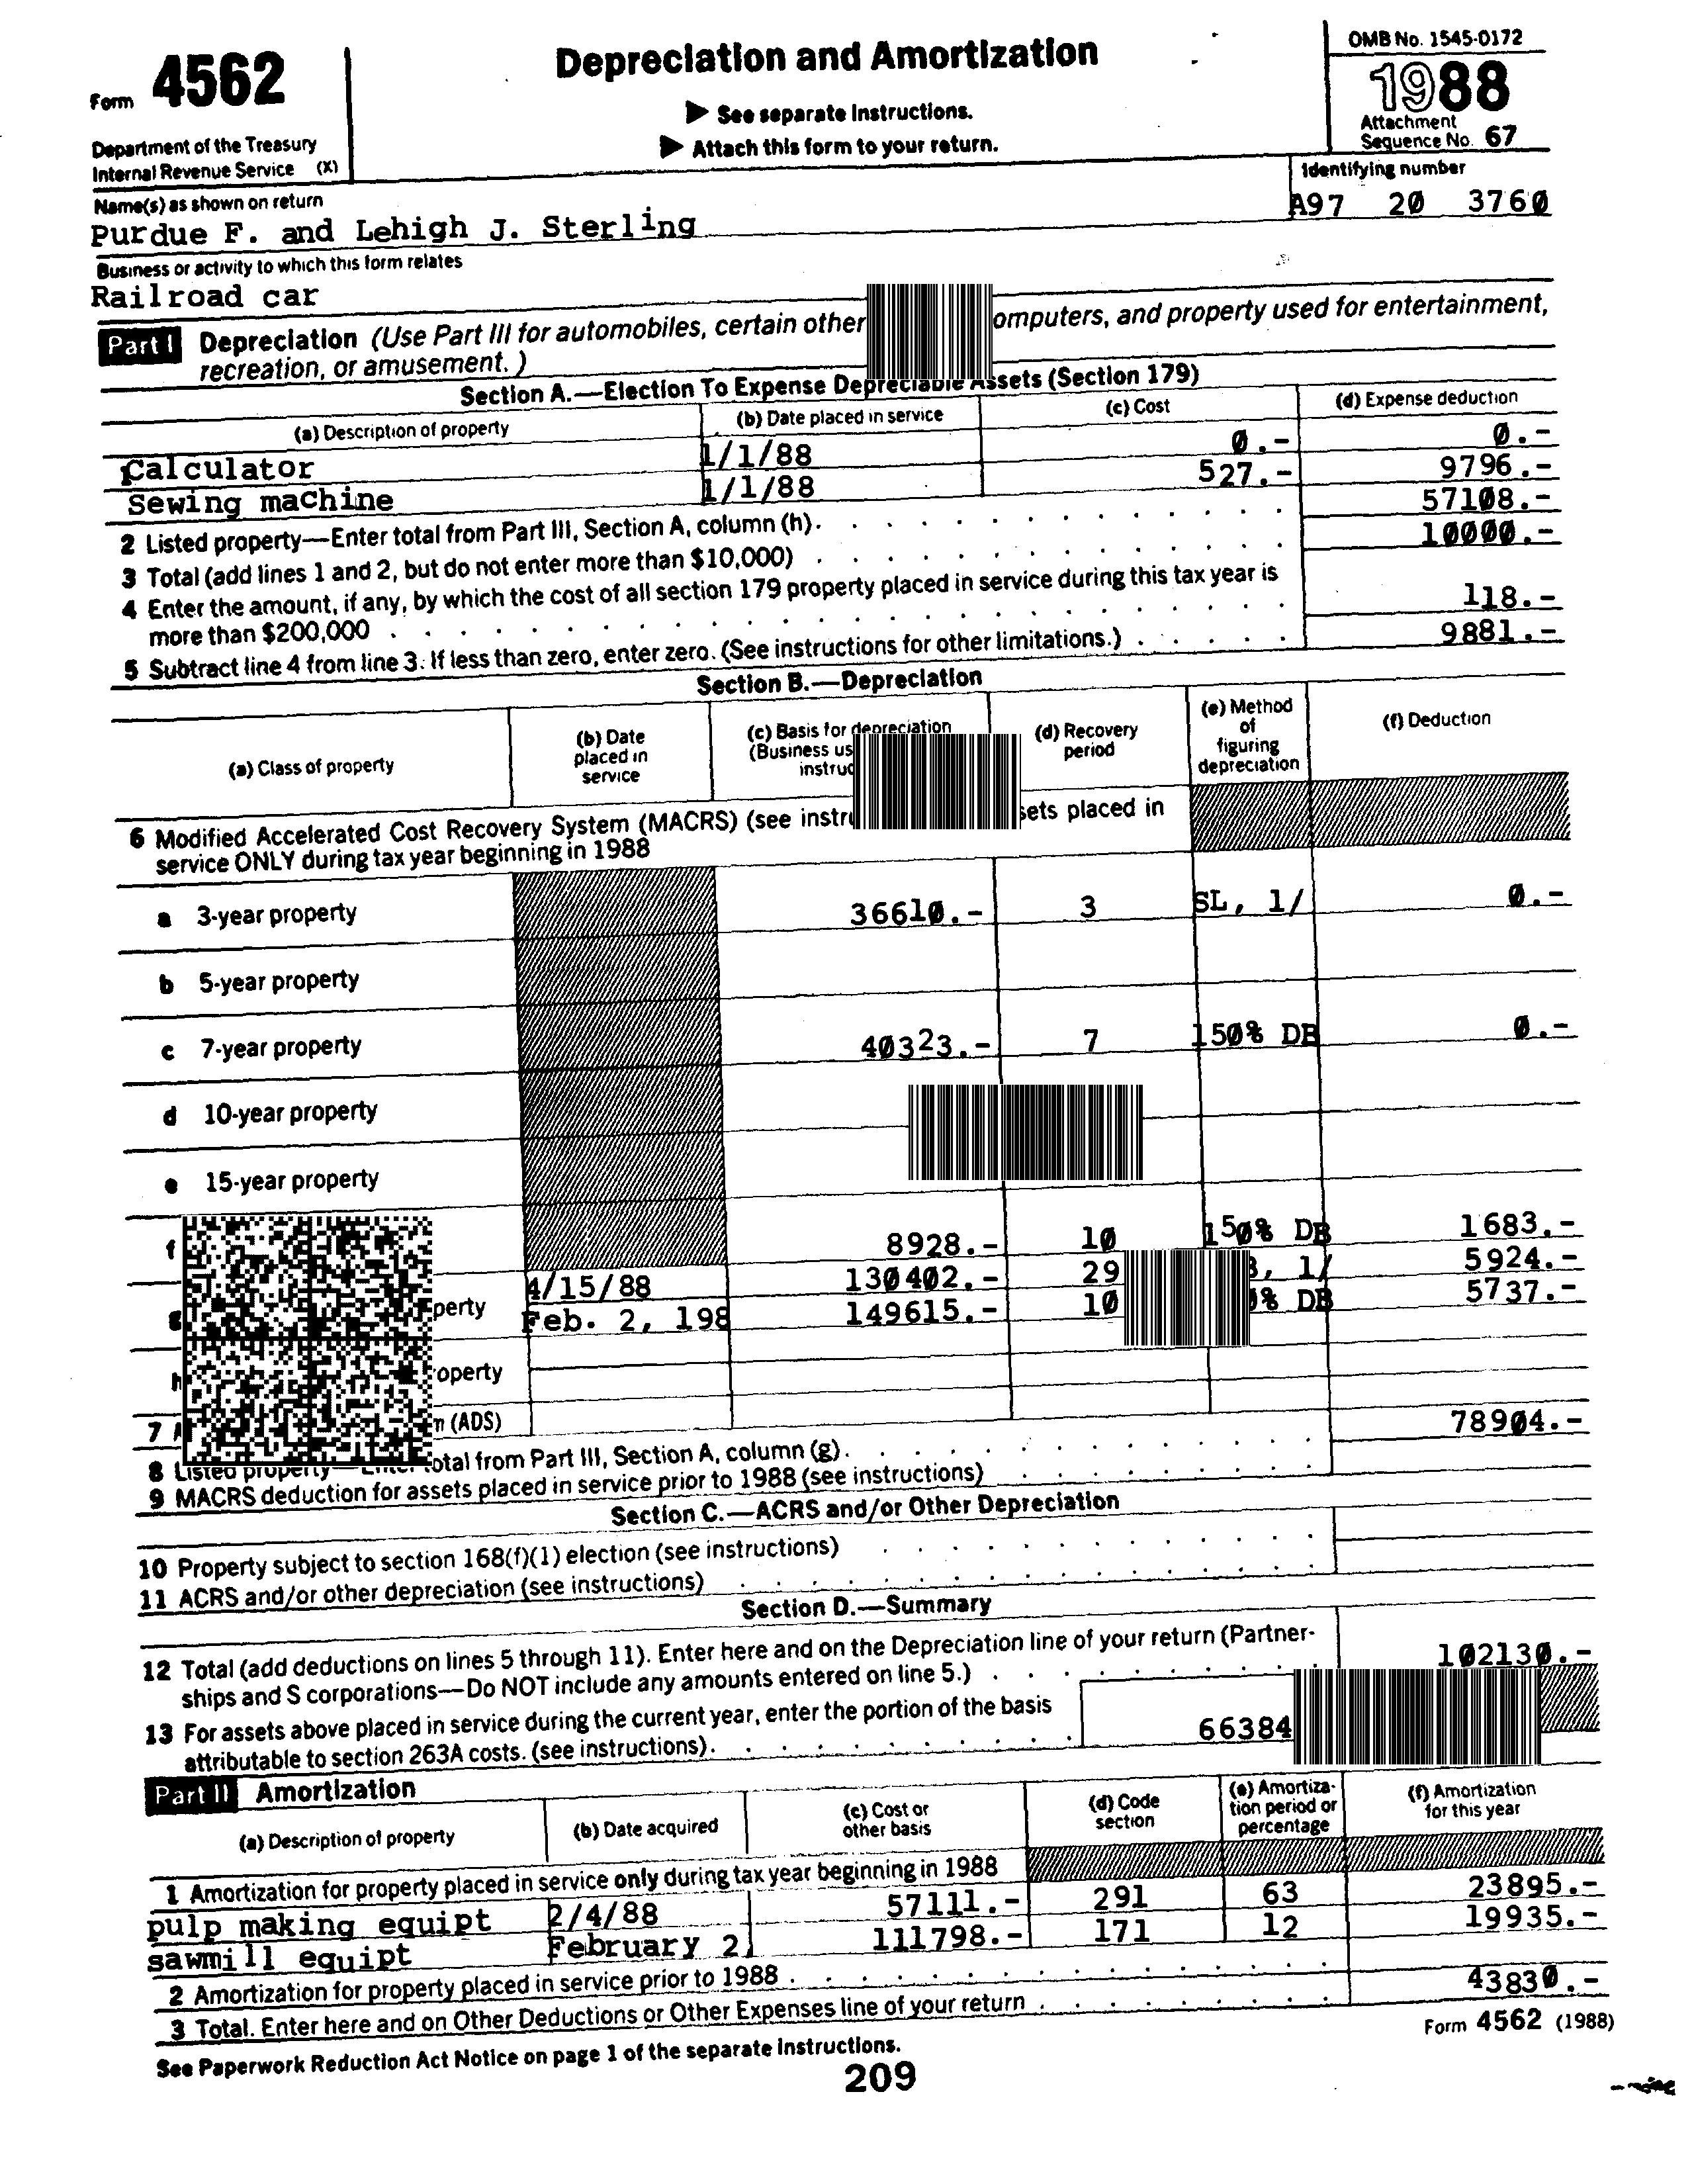 Form 4562
Department of the Treasury
Internal Revenue Service (X)
Depreciation and Amortization
▶ See separate instructions.
▶ Attach this form to your return.
OMB No. 1545-0172
1988
Attachment
Sequence No. 67
Name(s) as shown on return
Identifying number
Purdue F. and Lehigh J. Sterling
A97 20 3760
Business or activity to which this form relates
Railroad car
Part I Depreciation (Use Part III for automobiles, certain other omputers, and property used for entertainment,
recreation, or amusement.)
Section A.—Election To Expense Depreciable Assets (Section 179)
(a) Description of property (b) Date placed in service (c) Cost (d) Expense deduction
1 Calculator 1/1/88 0.- 0.-
Sewing machine 1/1/88 527.- 9796.-
2 Listed property—Enter total from Part III, Section A, column (h). 57108.-
3 Total (add lines 1 and 2, but do not enter more than $10,000) 10000.-
4 Enter the amount, if any, by which the cost of all section 179 property placed in service during this tax year is
more than $200,000 118.-
5 Subtract line 4 from line 3. If less than zero, enter zero. (See instructions for other limitations.) 9881.-
Section B.—Depreciation
(a) Class of property
(b) Date
placed in
service
(c) Basis for depreciation
(Business us
instruc
(d) Recovery
period
(e) Method
of
figuring
depreciation
(f) Deduction
6 Modified Accelerated Cost Recovery System (MACRS) (see instru sets placed in
service ONLY during tax year beginning in 1988
a 3-year property 36610.- 3 SL, 1/ 0.-
b 5-year property
c 7-year property 40323.- 7 150% DB 0.-
d 10-year property
e 15-year property
f 8928.- 10 150% DB 1683.-
4/15/88 130402.- 29 B, 1/ 5924.-
g perty Feb. 2, 198 149615.- 10 0% DB 5737.-
h operty
7 n (ADS)
8 Listed property—Enter total from Part III, Section A, column (g). 78904.-
9 MACRS deduction for assets placed in service prior to 1988 (see instructions)
Section C.—ACRS and/or Other Depreciation
10 Property subject to section 168(f)(1) election (see instructions)
11 ACRS and/or other depreciation (see instructions)
Section D.—Summary
12 Total (add deductions on lines 5 through 11). Enter here and on the Depreciation line of your return (Partner-
ships and S corporations—Do NOT include any amounts entered on line 5.) 102130.-
13 For assets above placed in service during the current year, enter the portion of the basis
attributable to section 263A costs. (see instructions). 66384
Part II Amortization
(a) Description of property
(b) Date acquired
(c) Cost or
other basis
(d) Code
section
(e) Amortiza-
tion period or
percentage
(f) Amortization
for this year
1 Amortization for property placed in service only during tax year beginning in 1988
pulp making equipt 2/4/88 57111.- 291 63 23895.-
sawmill equipt February 2 111798.- 171 12 19935.-
2 Amortization for property placed in service prior to 1988
3 Total. Enter here and on Other Deductions or Other Expenses line of your return 43830.-
See Paperwork Reduction Act Notice on page 1 of the separate instructions.
Form 4562 (1988)
209